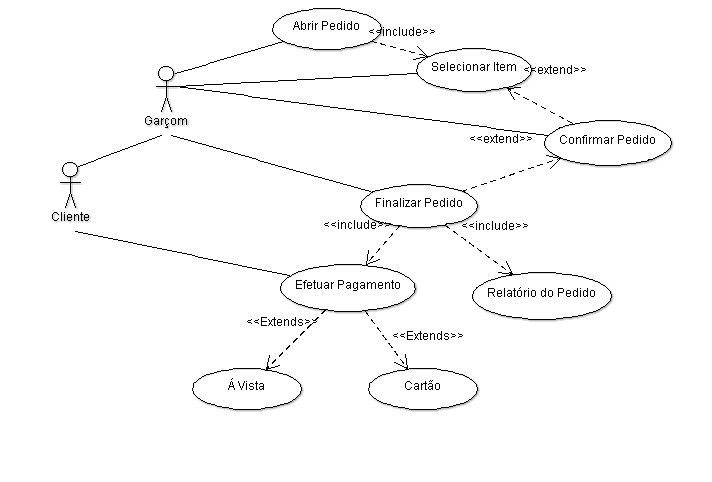 Abrir Pedido
<<include>>
Selecionar Item
<<extend>>
Garçom
<<extend>>
Confirmar Pedido
Cliente
Finalizar Pedido
<<include>>
<<include>>
Efetuar Pagamento
Relatório do Pedido
<<Extends>>
<<Extends>>
Á Vista
Cartão